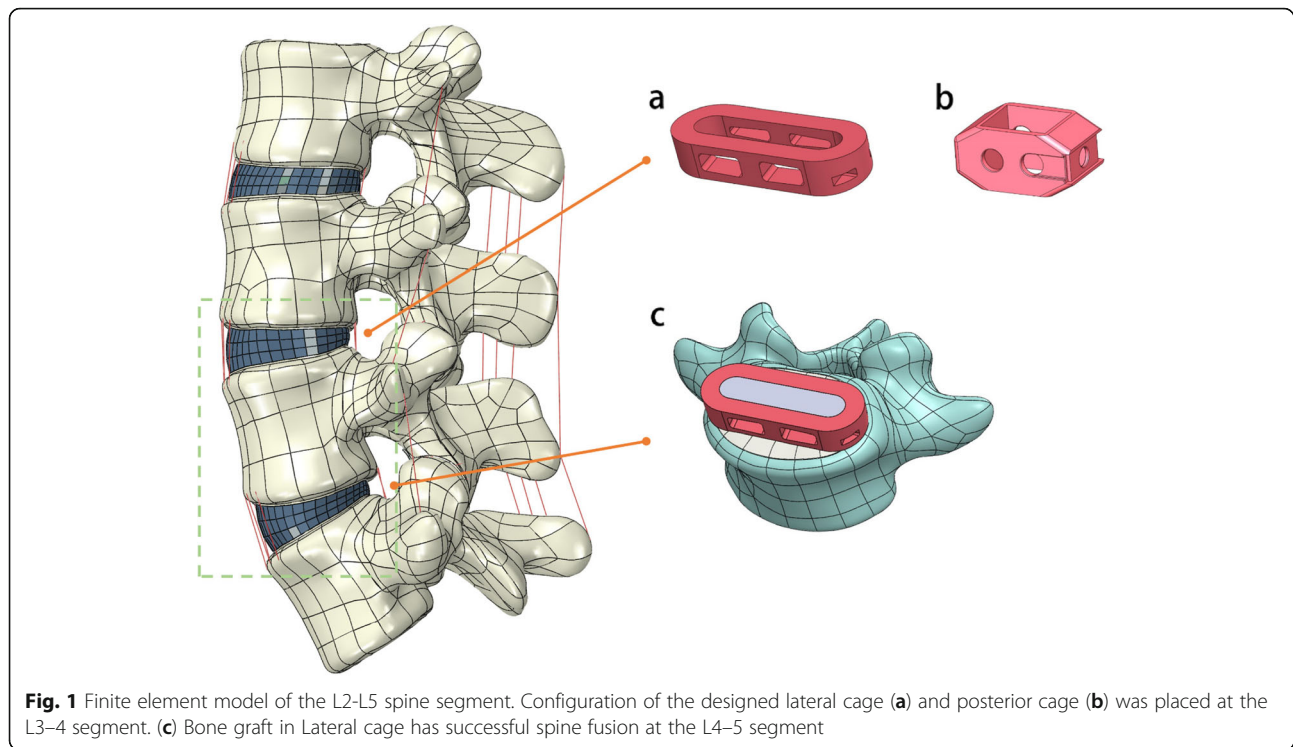 a
b
c
Fig. 1 Finite element model of the L2-L5 spine segment. Configuration of the designed lateral cage (a) and posterior cage (b) was placed at the
L3–4 segment. (c) Bone graft in Lateral cage has successful spine fusion at the L4–5 segment